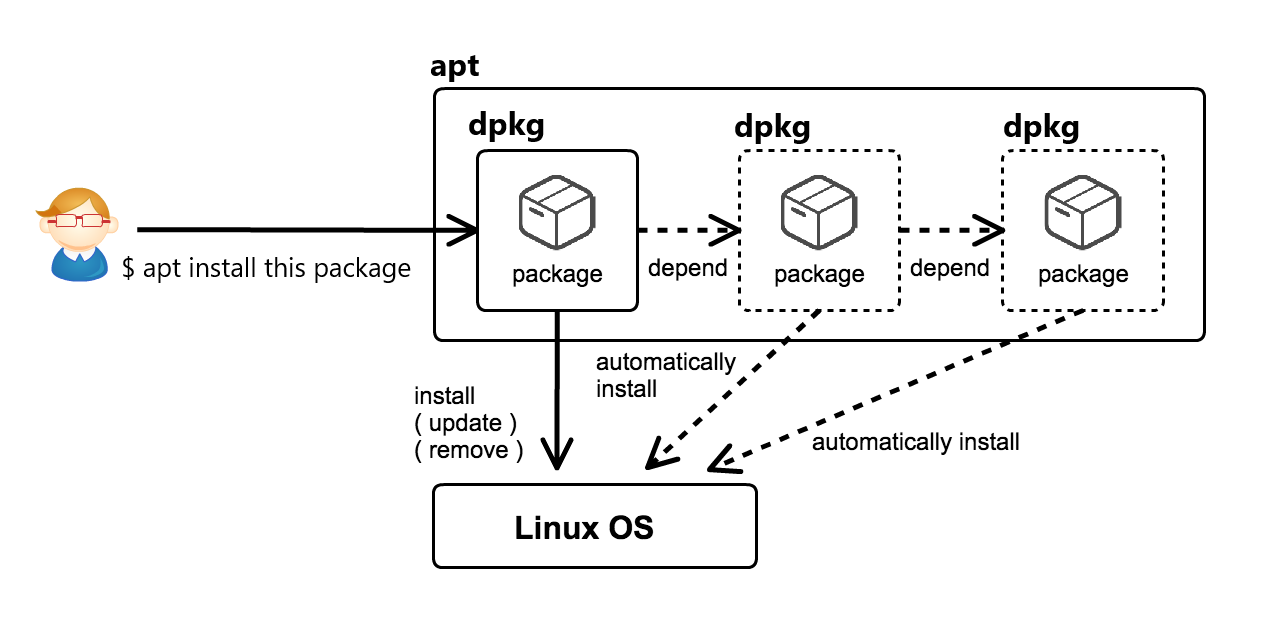 apt
dpkg
dpkg
dpkg
$ apt install this package
package
depend
package
depend
package
automatically
install
install
( update )
( remove )
automatically install
Linux OS